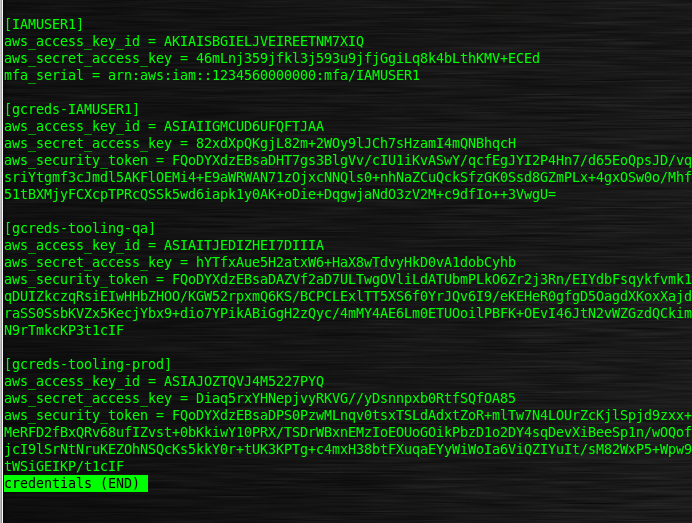 [IAMUSER1]
aws_access_key_id = AKIAISBGIELJVEIREETNM7XIQ
aws_secret_access_key = 46mLnj359jfkl3j593u9jfjGgiLq8k4bLthKMV+ECEd
mfa_serial = arn:aws:iam::1234560000000:mfa/IAMUSER1
[gcreds-IAMUSER1]
aws_access_key_id = ASIAIIGMCUD6UFQFTJAA
aws_secret_access_key = 82xdXpQKgjL82m+2WOy9lJCh7sHzamI4mQNBhqcH
aws_security_token = FQoDYXdzEBsaDHT7gs3BlgVv/cIU1iKvASwY/qcfEgJYI2P4Hn7/d65EoQpsJD/vq
sriYtgmf3cJmdl5AKFlOEMi4+E9aWRWAN71zOjxcNNQls0+nhNaZCuQckSfzGK0Ssd8GZmPLx+4gxOSw0o/Mhf
51tBXMjyFCXcpTPRcQSSk5wd6iapk1y0AK+oDie+DqgwjaNdO3zV2M+c9dfIo++3VwgU=
[gcreds-tooling-qa]
aws_access_key_id = ASIAITJEDIZHEI7DIIIA
aws_secret_access_key = hYTfxAue5H2atxW6+HaX8wTdvyHkD0vA1dobCyhb
aws_security_token = FQoDYXdzEBsaDAZVf2aD7ULTwgOVliLdATUbmPLkO6Zr2j3Rn/EIYdbFsqykfvmk1
qDUIZkczqRsiEIwHHbZHOO/KGW52rpxmQ6KS/BCPCLExlTT5XS6f0YrJQv6I9/eKEHeR0gfgD5OagdXKoxXajd
raSS0SsbKVZx5KecjYbx9+dio7YPikABiGgH2zQyc/4mMY4AE6Lm0ETUOoilPBFK+OEvI46JtN2vWZGzdQCkim
N9rTmkcKP3t1cIF
[gcreds-tooling-prod]
aws_access_key_id = ASIAJOZTQVJ4M5227PYQ
aws_secret_access_key = Diaq5rxYHNepjvyRKVG//yDsnnpxb0RtfSQfOA85
aws_security_token = FQoDYXdzEBsaDPS0PzwMLnqv0tsxTSLdAdxtZoR+mlTw7N4LOUrZcKjlSpjd9zxx+
MeRFD2fBxQRv68ufIZvst+0bKkiwY10PRX/TSDrWBxnEMzIoEOUoGOikPbzD1o2DY4sqDevXiBeeSp1n/wOQof
jcI9lSrNtNruKEZOhNSQcKs5kkY0r+tUK3KPTg+c4mxH38btFXuqaEYyWiWoIa6ViQZIYuIt/sM82WxP5+Wpw9
tWSiGEIKP/t1cIF
credentials (END)